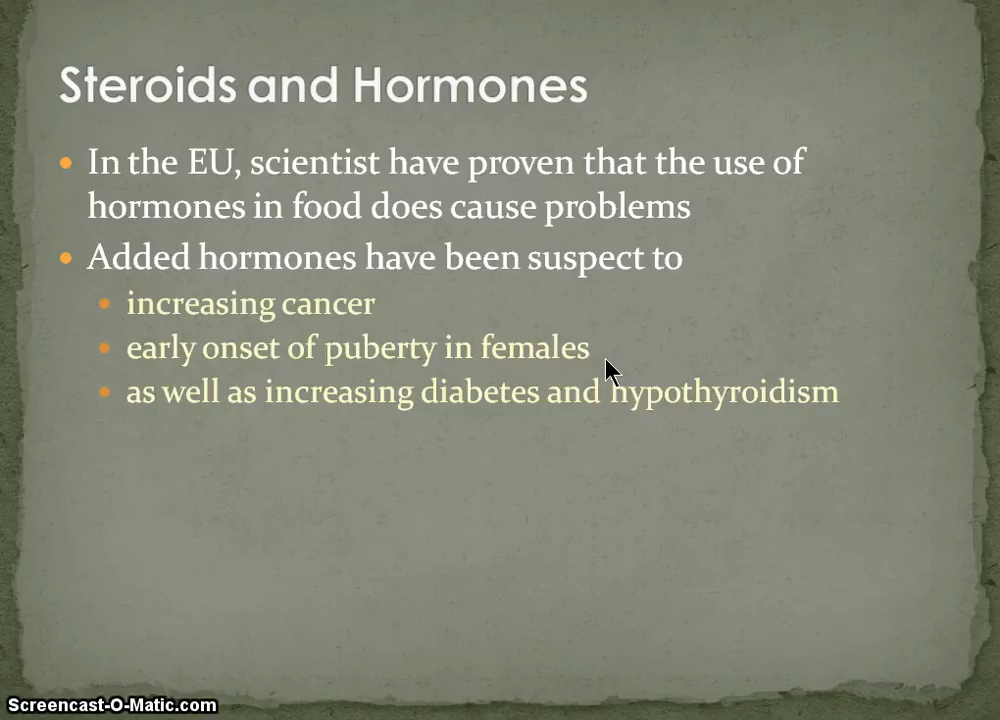 Steroids and Hormones
• In the EU, scientist have proven that the use of
hormones in food does cause problems
• Added hormones have been suspect to
• increasing cancer
• early onset of puberty in females
• as well as increasing diabetes and hypothyroidism
Screencast-O-Matic.com